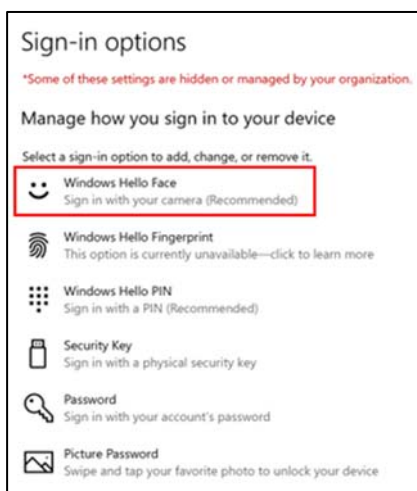 Sign-in options
*Some of these settings are hidden or managed by your organization.
Manage how you sign in to your device
Select a sign-in option to add, change, or remove it.
Windows Hello Face
Sign in with your camera (Recommended)
Windows Hello Fingerprint
This option is currently unavailable—click to learn more
Windows Hello PIN
Sign in with a PIN (Recommended)
Security Key
Sign in with a physical security key
Password
Sign in with your account's password
Picture Password
Swipe and tap your favorite photo to unlock your device